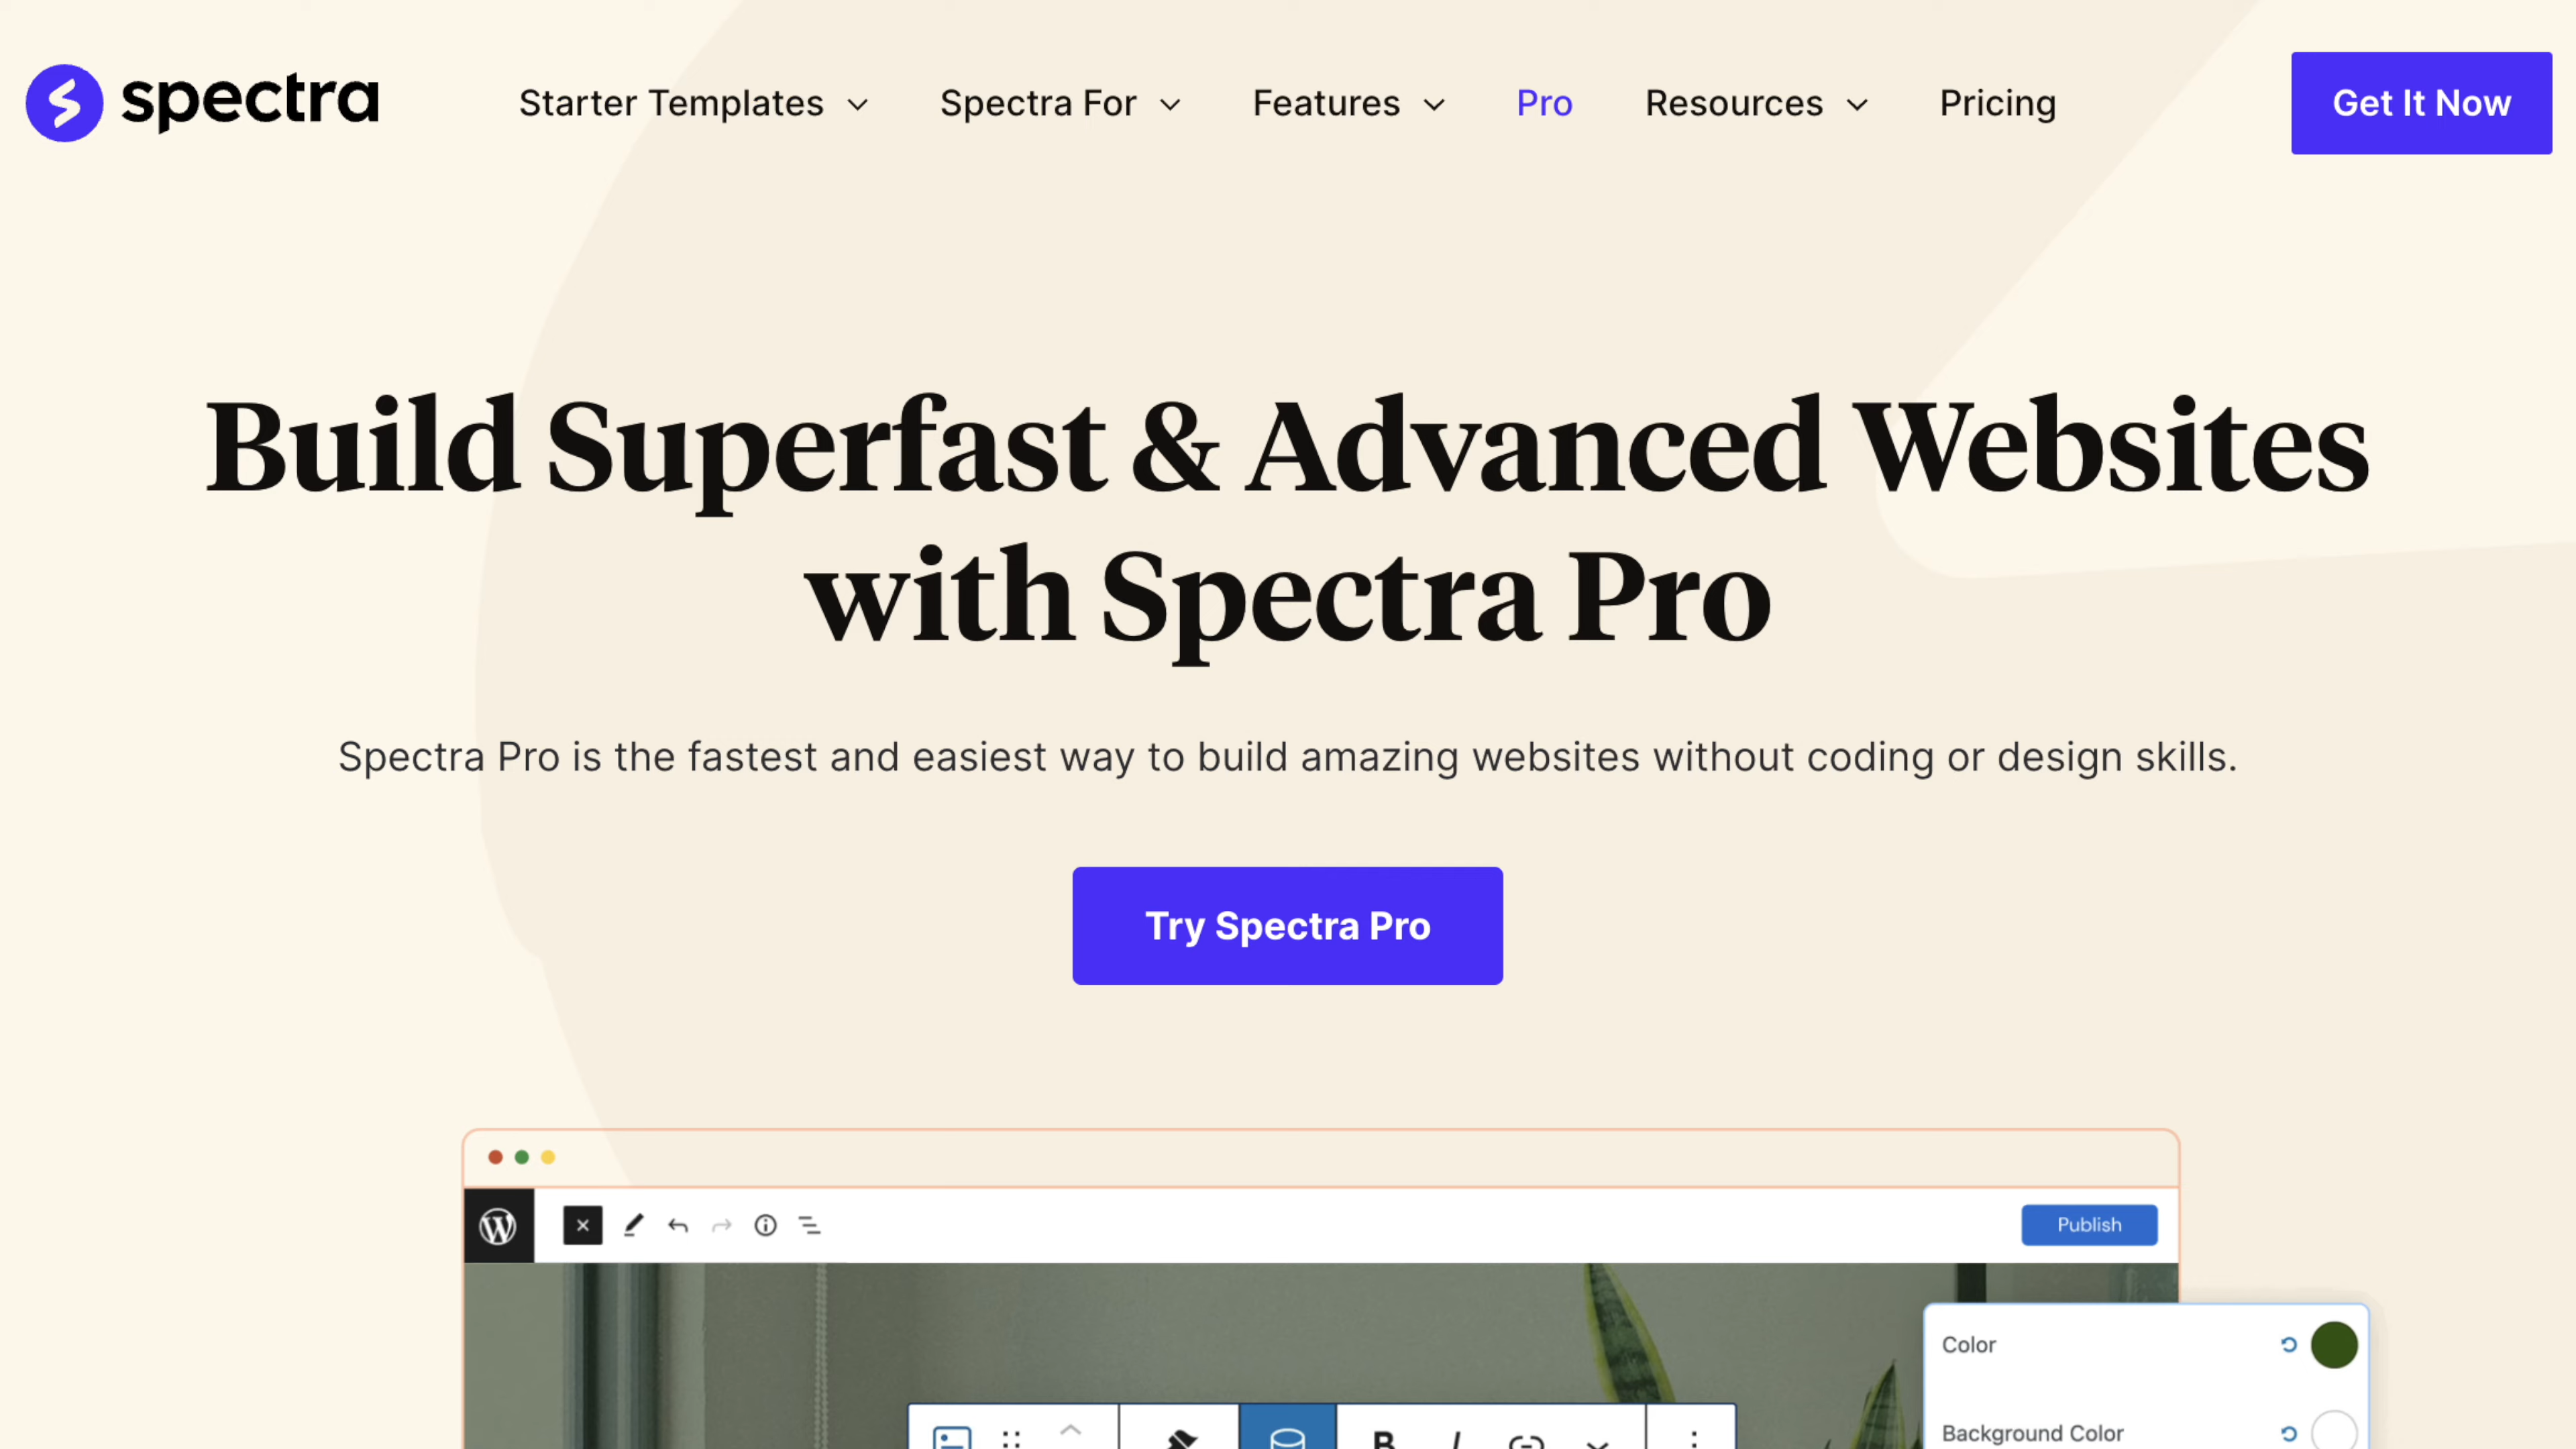 spectra
Starter Templates
Spectra For
Features
Pro
Resources
Pricing
Get It Now
Build Superfast & Advanced Websites
with Spectra Pro
Spectra Pro is the fastest and easiest way to build amazing websites without coding or design skills.
Try Spectra Pro
Publish
Color
Background Color
B I